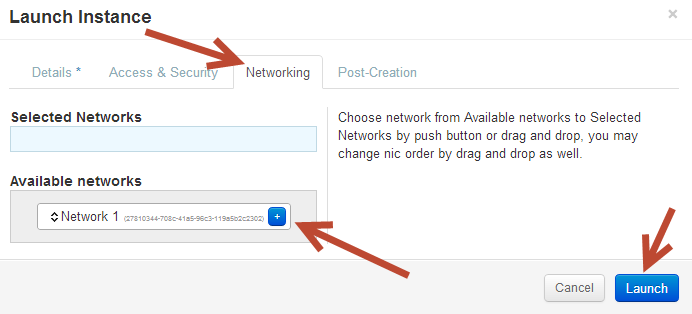 Launch Instance ×
Details * Access & Security Networking Post-Creation
Selected Networks
Choose network from Available networks to Selected
Networks by push button or drag and drop, you may
change nic order by drag and drop as well.
Available networks
Network 1 (27810344-708c-41a5-96c3-119a5b2c2302) +
Cancel Launch